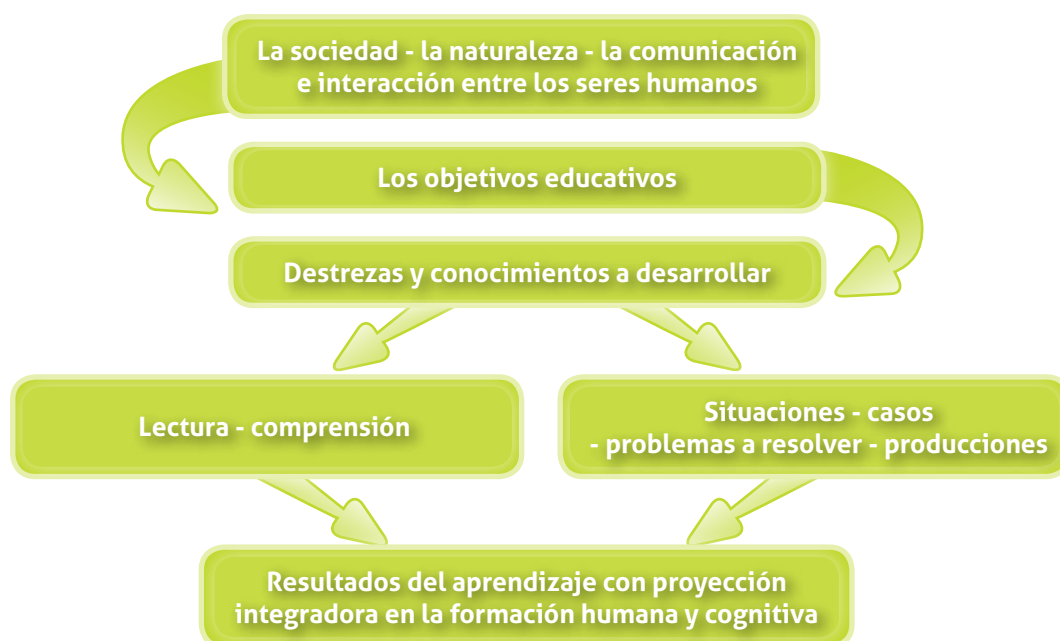 La sociedad - la naturaleza - la comunicación
e interacción entre los seres humanos
Los objetivos educativos
Destrezas y conocimientos a desarrollar
Lectura - comprensión
Situaciones - casos
- problemas a resolver - producciones
Resultados del aprendizaje con proyección
integradora en la formación humana y cognitiva